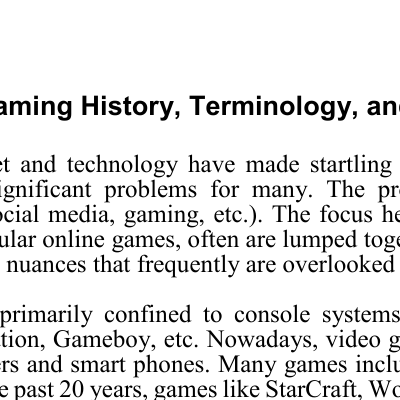 aming History, Terminology, an
et and technology have made startling
ignificant problems for many. The pr
ocial media, gaming, etc.). The focus he
ular online games, often are lumped toge
nuances that frequently are overlooked
primarily confined to console systems
tion, Gameboy, etc. Nowadays, video g
ers and smart phones. Many games inclu
e past 20 years, games like StarCraft, Wo